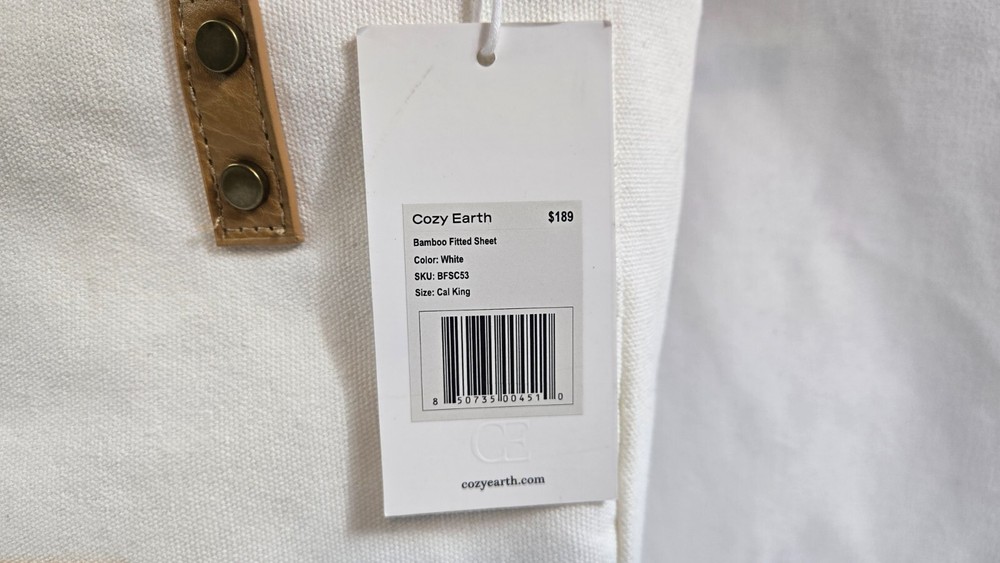 Cozy Earth $189
Bamboo Fitted Sheet
Color: White
SKU: BFSC53
Size: Cal King
8 50735 00451 0
CE
cozyearth.com